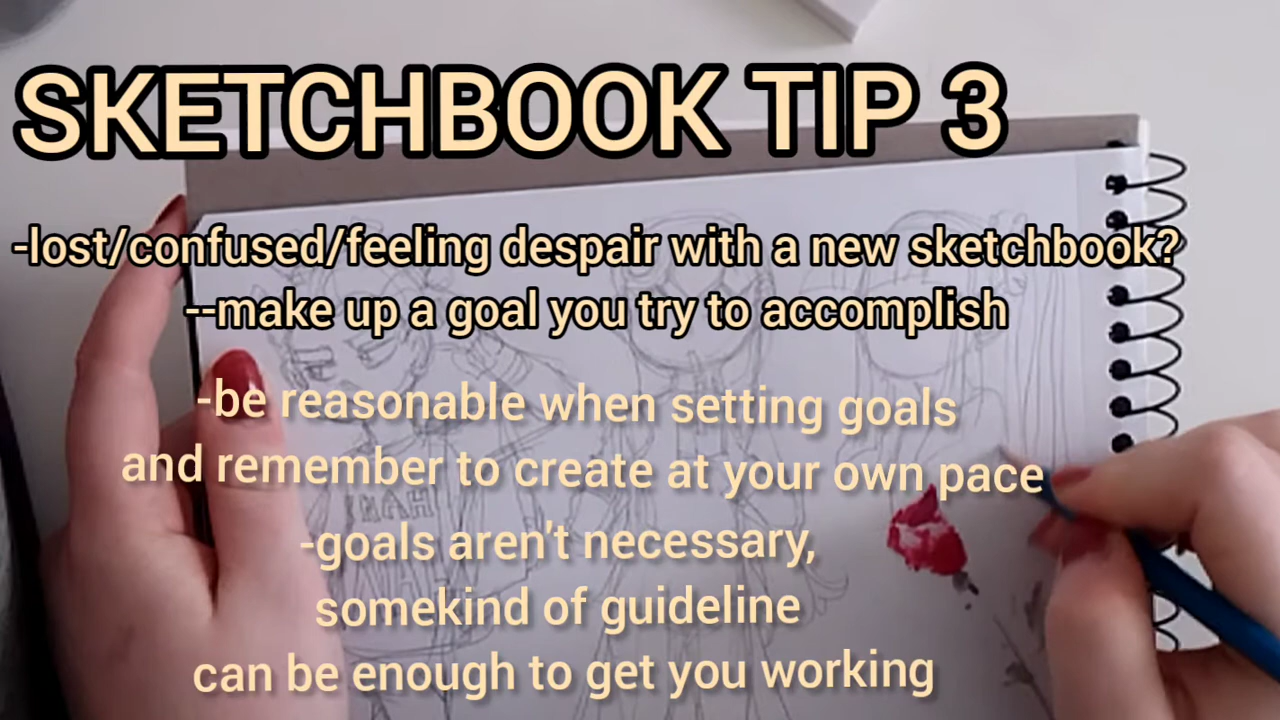 SKETCHBOOK TIP 3
-lost/confused/feeling despair with a new sketchbook?
--make up a goal you try to accomplish
-be reasonable when setting goals
and remember to create at your own pace
-goals aren't necessary,
somekind of guideline
can be enough to get you working